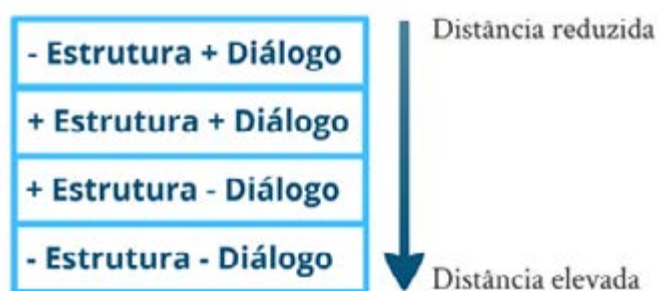 Distância reduzida
- Estrutura + Diálogo
+ Estrutura + Diálogo
+ Estrutura - Diálogo
- Estrutura - Diálogo
Distância elevada